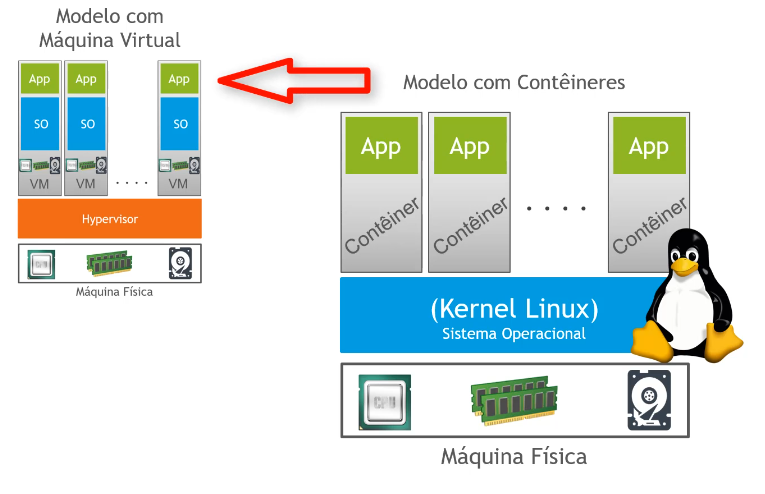 Modelo com
Máquina Virtual
App
App
App
SO
SO
SO
VM
VM
. . . .
VM
Hypervisor
Máquina Física
Modelo com Contêineres
App
App
App
Contêiner
Contêiner
. . . .
Contêiner
(Kernel Linux)
Sistema Operacional
CPU
Máquina Física